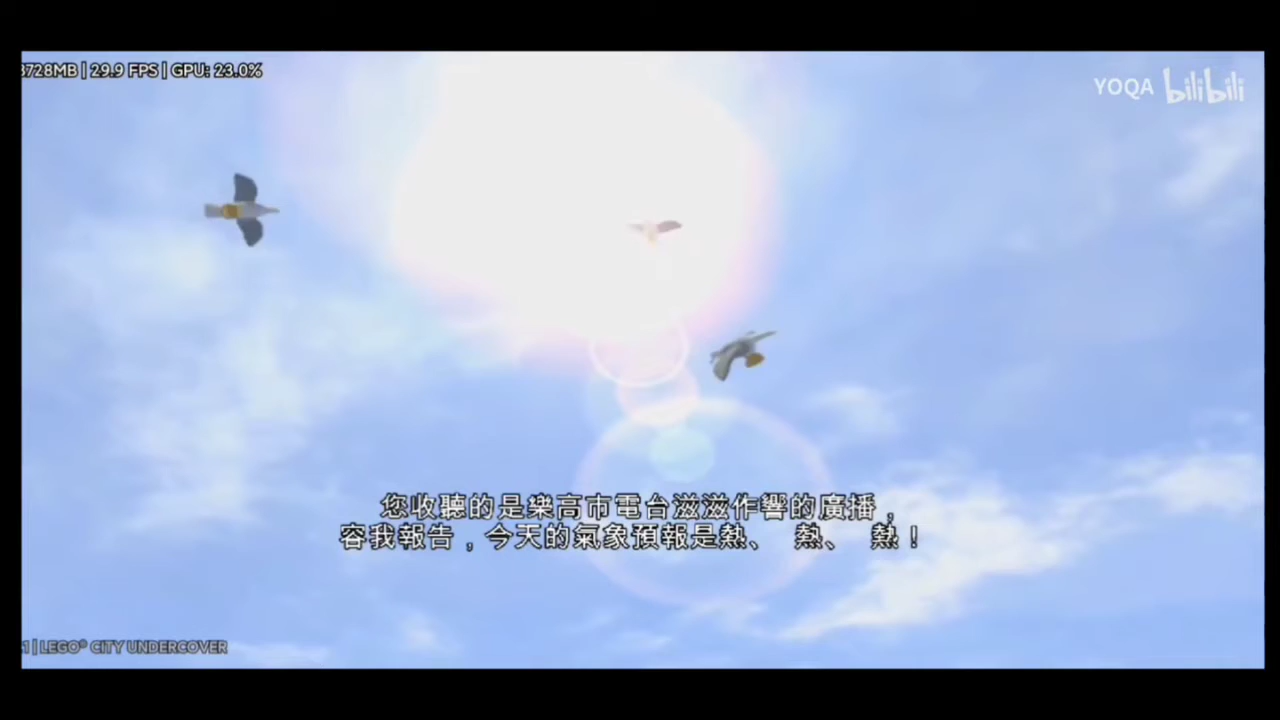 3728MB | 29.9 FPS | GPU: 23.0%
YOQA bilibili
您收聽的是樂高市電台滋滋作響的廣播，
容我報告，今天的氣象預報是熱、 熱、 熱！
| LEGO® CITY UNDERCOVER